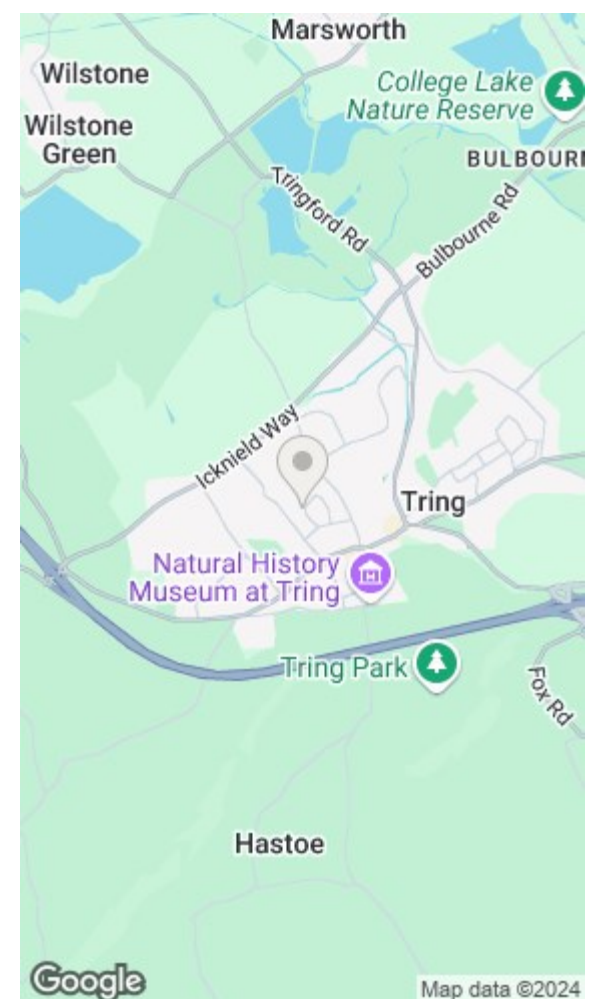 Marsworth
Wilstone
College Lake
Nature Reserve
Wilstone
Green
BULBOURN
Tringford Rd
Bulbourne Rd
Icknield Way
Tring
Natural History
Museum at Tring
Tring Park
Fox Rd
Hastoe
Google
Map data ©2024